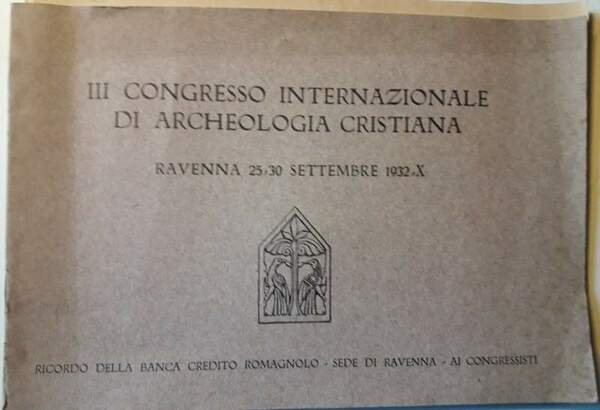 III CONGRESSO INTERNAZIONALE
DI ARCHEOLOGIA CRISTIANA
RAVENNA 25-30 SETTEMBRE 1932-X
RICORDO DELLA BANCA CREDITO ROMAGNOLO - SEDE DI RAVENNA - AI CONGRESSISTI